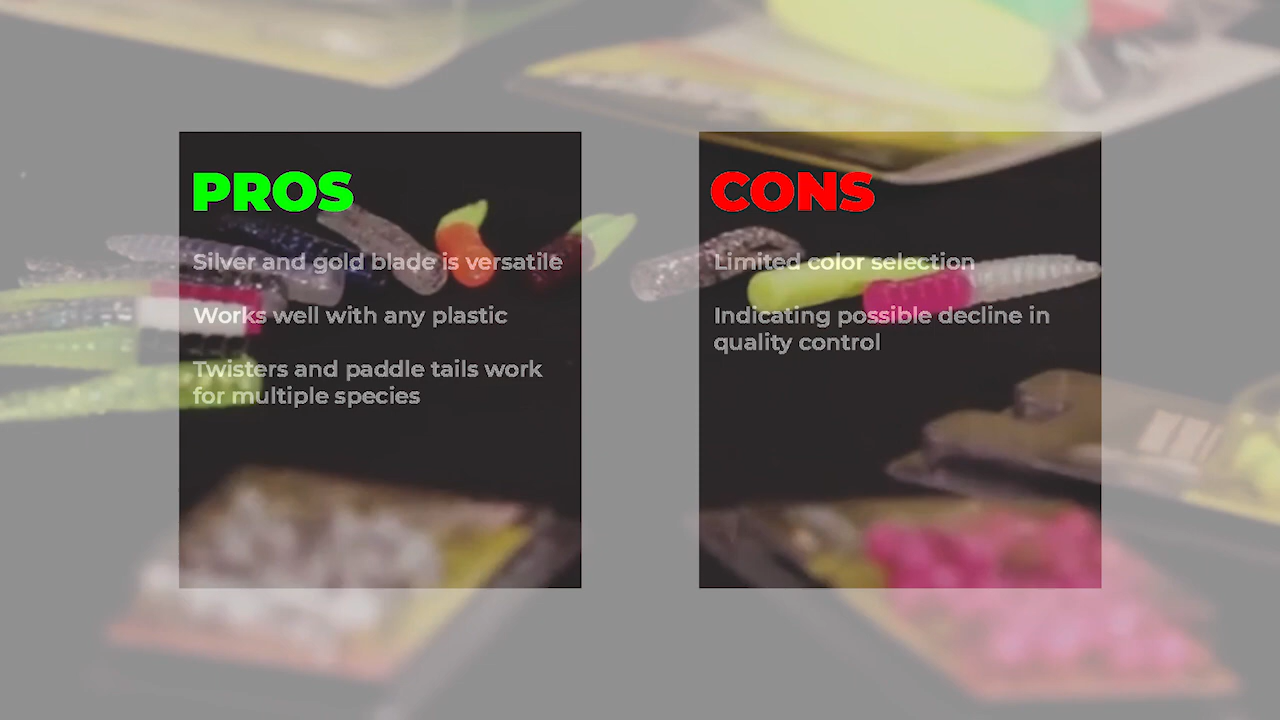 PROS
Silver and gold blade is versatile
Works well with any plastic
Twisters and paddle tails work
for multiple species
CONS
Limited color selection
Indicating possible decline in
quality control